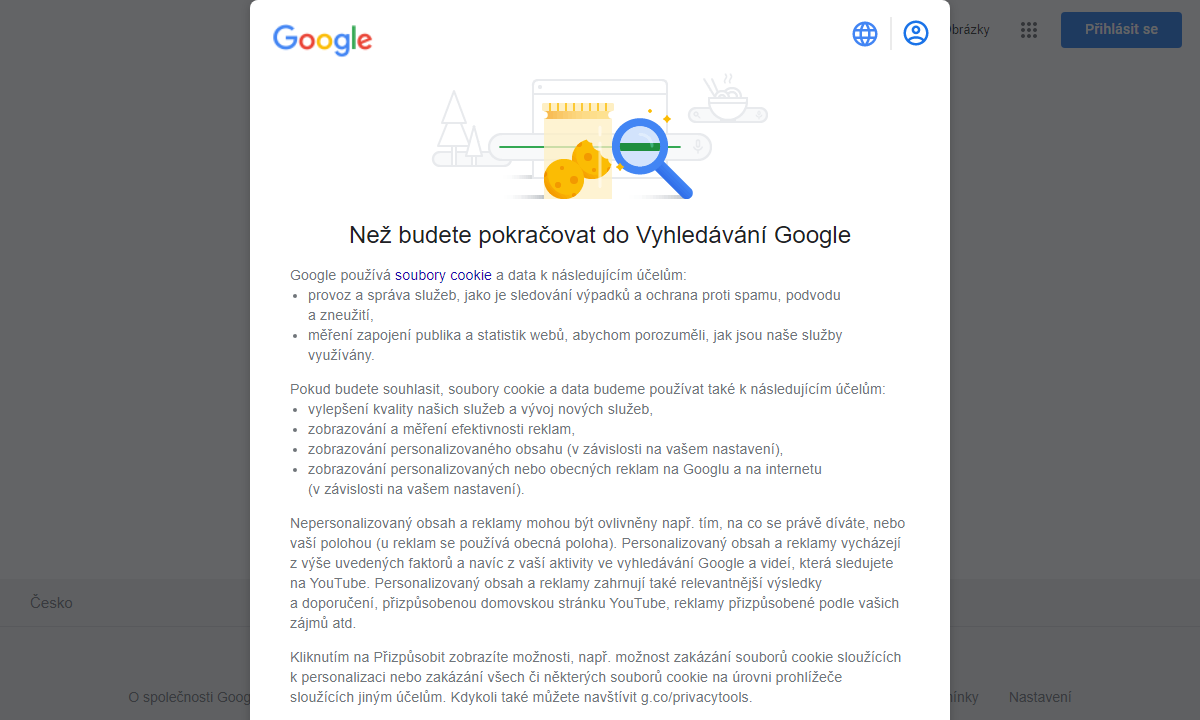 Google
brázky
Přihlásit se
Než budete pokračovat do Vyhledávání Google
Google používá soubory cookie a data k následujícím účelům:
• provoz a správa služeb, jako je sledování výpadků a ochrana proti spamu, podvodu
a zneužití,
• měření zapojení publika a statistik webů, abychom porozuměli, jak jsou naše služby
využívány.
Pokud budete souhlasit, soubory cookie a data budeme používat také k následujícím účelům:
• vylepšení kvality našich služeb a vývoj nových služeb,
• zobrazování a měření efektivnosti reklam,
• zobrazování personalizovaného obsahu (v závislosti na vašem nastavení),
• zobrazování personalizovaných nebo obecných reklam na Googlu a na internetu
(v závislosti na vašem nastavení).
Nepersonalizovaný obsah a reklamy mohou být ovlivněny např. tím, na co se právě díváte, nebo
vaší polohou (u reklam se používá obecná poloha). Personalizovaný obsah a reklamy vycházejí
z výše uvedených faktorů a navíc z vaší aktivity ve vyhledávání Google a videí, která sledujete
na YouTube. Personalizovaný obsah a reklamy zahrnují také relevantnější výsledky
a doporučení, přizpůsobenou domovskou stránku YouTube, reklamy přizpůsobené podle vašich
zájmů atd.
Česko
Kliknutím na Přizpůsobit zobrazíte možnosti, např. možnost zakázání souborů cookie sloužících
k personalizaci nebo zakázání všech či některých souborů cookie na úrovni prohlížeče
sloužících jiným účelům. Kdykoli také můžete navštívit g.co/privacytools.
O společnosti Goog
ínky
Nastavení